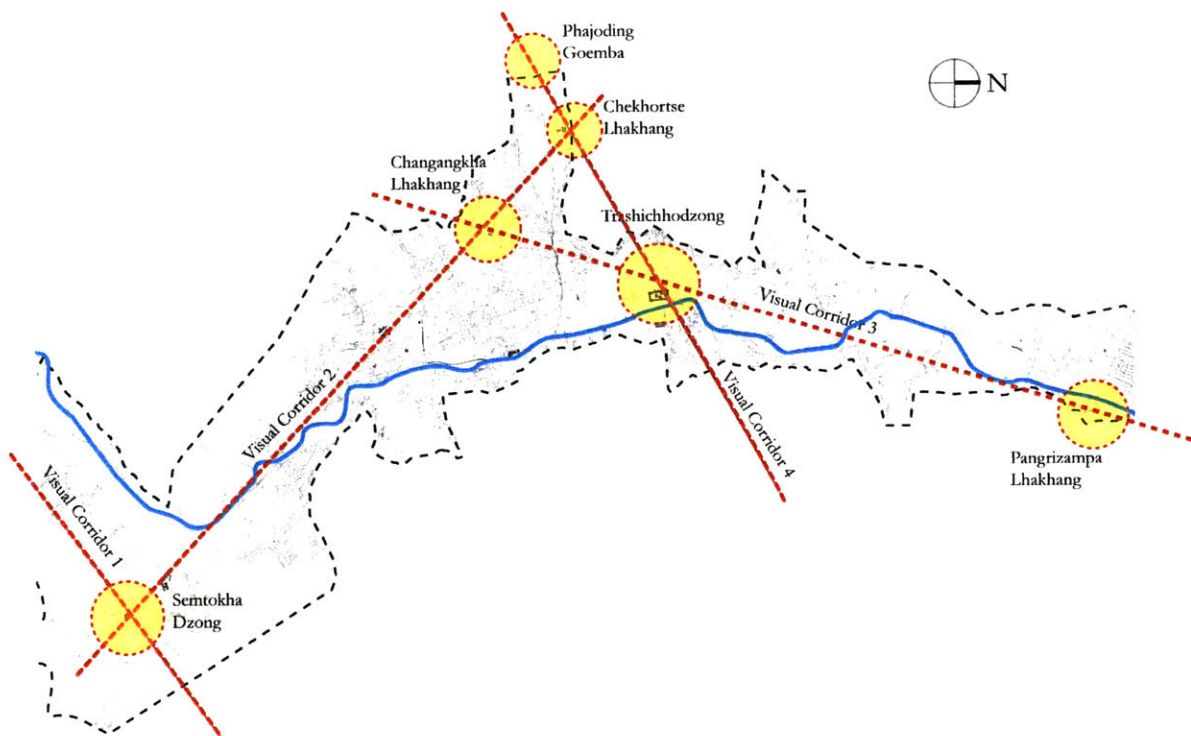 Phajoding
Goemba
N
Chekhortse
Lhakhang
Changangkha
Lhakhang
Trashichhodzong
Visual Corridor 3
Visual Corridor 2
Visual Corridor 4
Pangrizampa
Lhakhang
Visual Corridor 1
Semtokha
Dzong